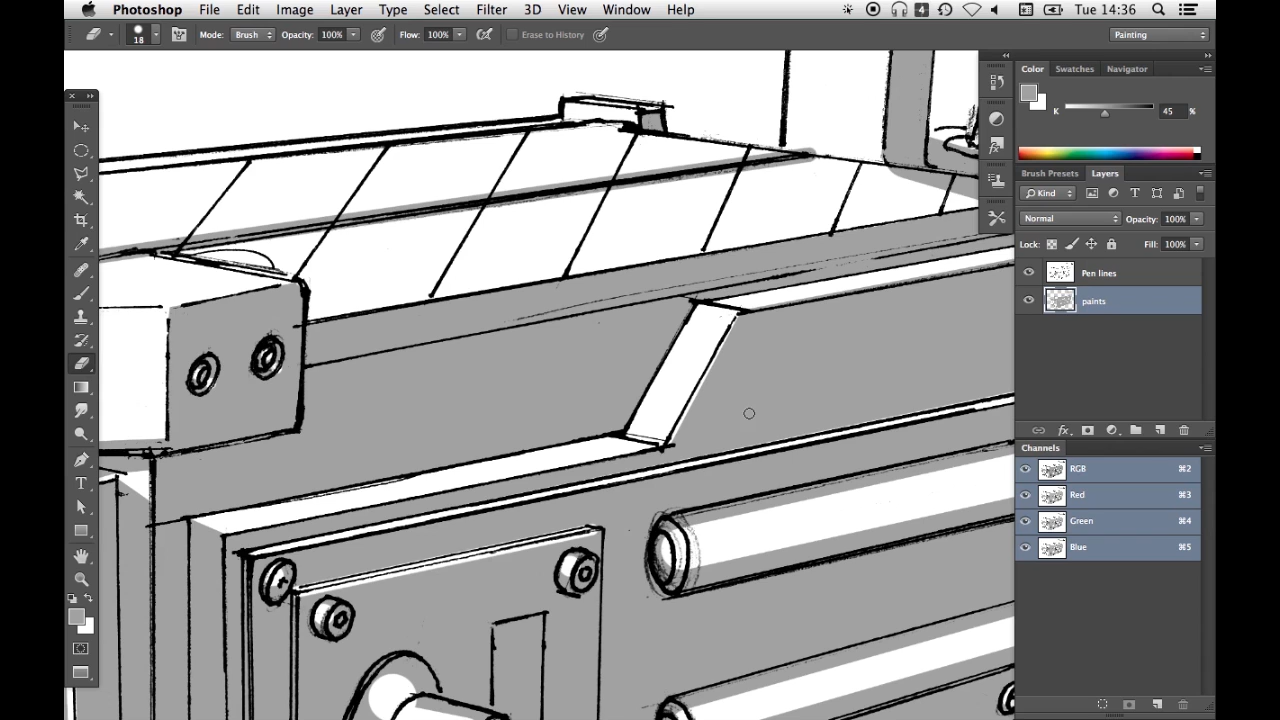 Photoshop File Edit Image Layer Type Select Filter 3D View Window Help 4 Tue 14:36
18 Mode: Brush Opacity: 100% Flow: 100% Erase to History Painting
Color Swatches Navigator
K 45 %
Brush Presets Layers
Kind
Normal Opacity: 100%
Lock: Fill: 100%
Pen lines
paints
fx
Channels
RGB ⌘2
Red ⌘3
Green ⌘4
Blue ⌘5